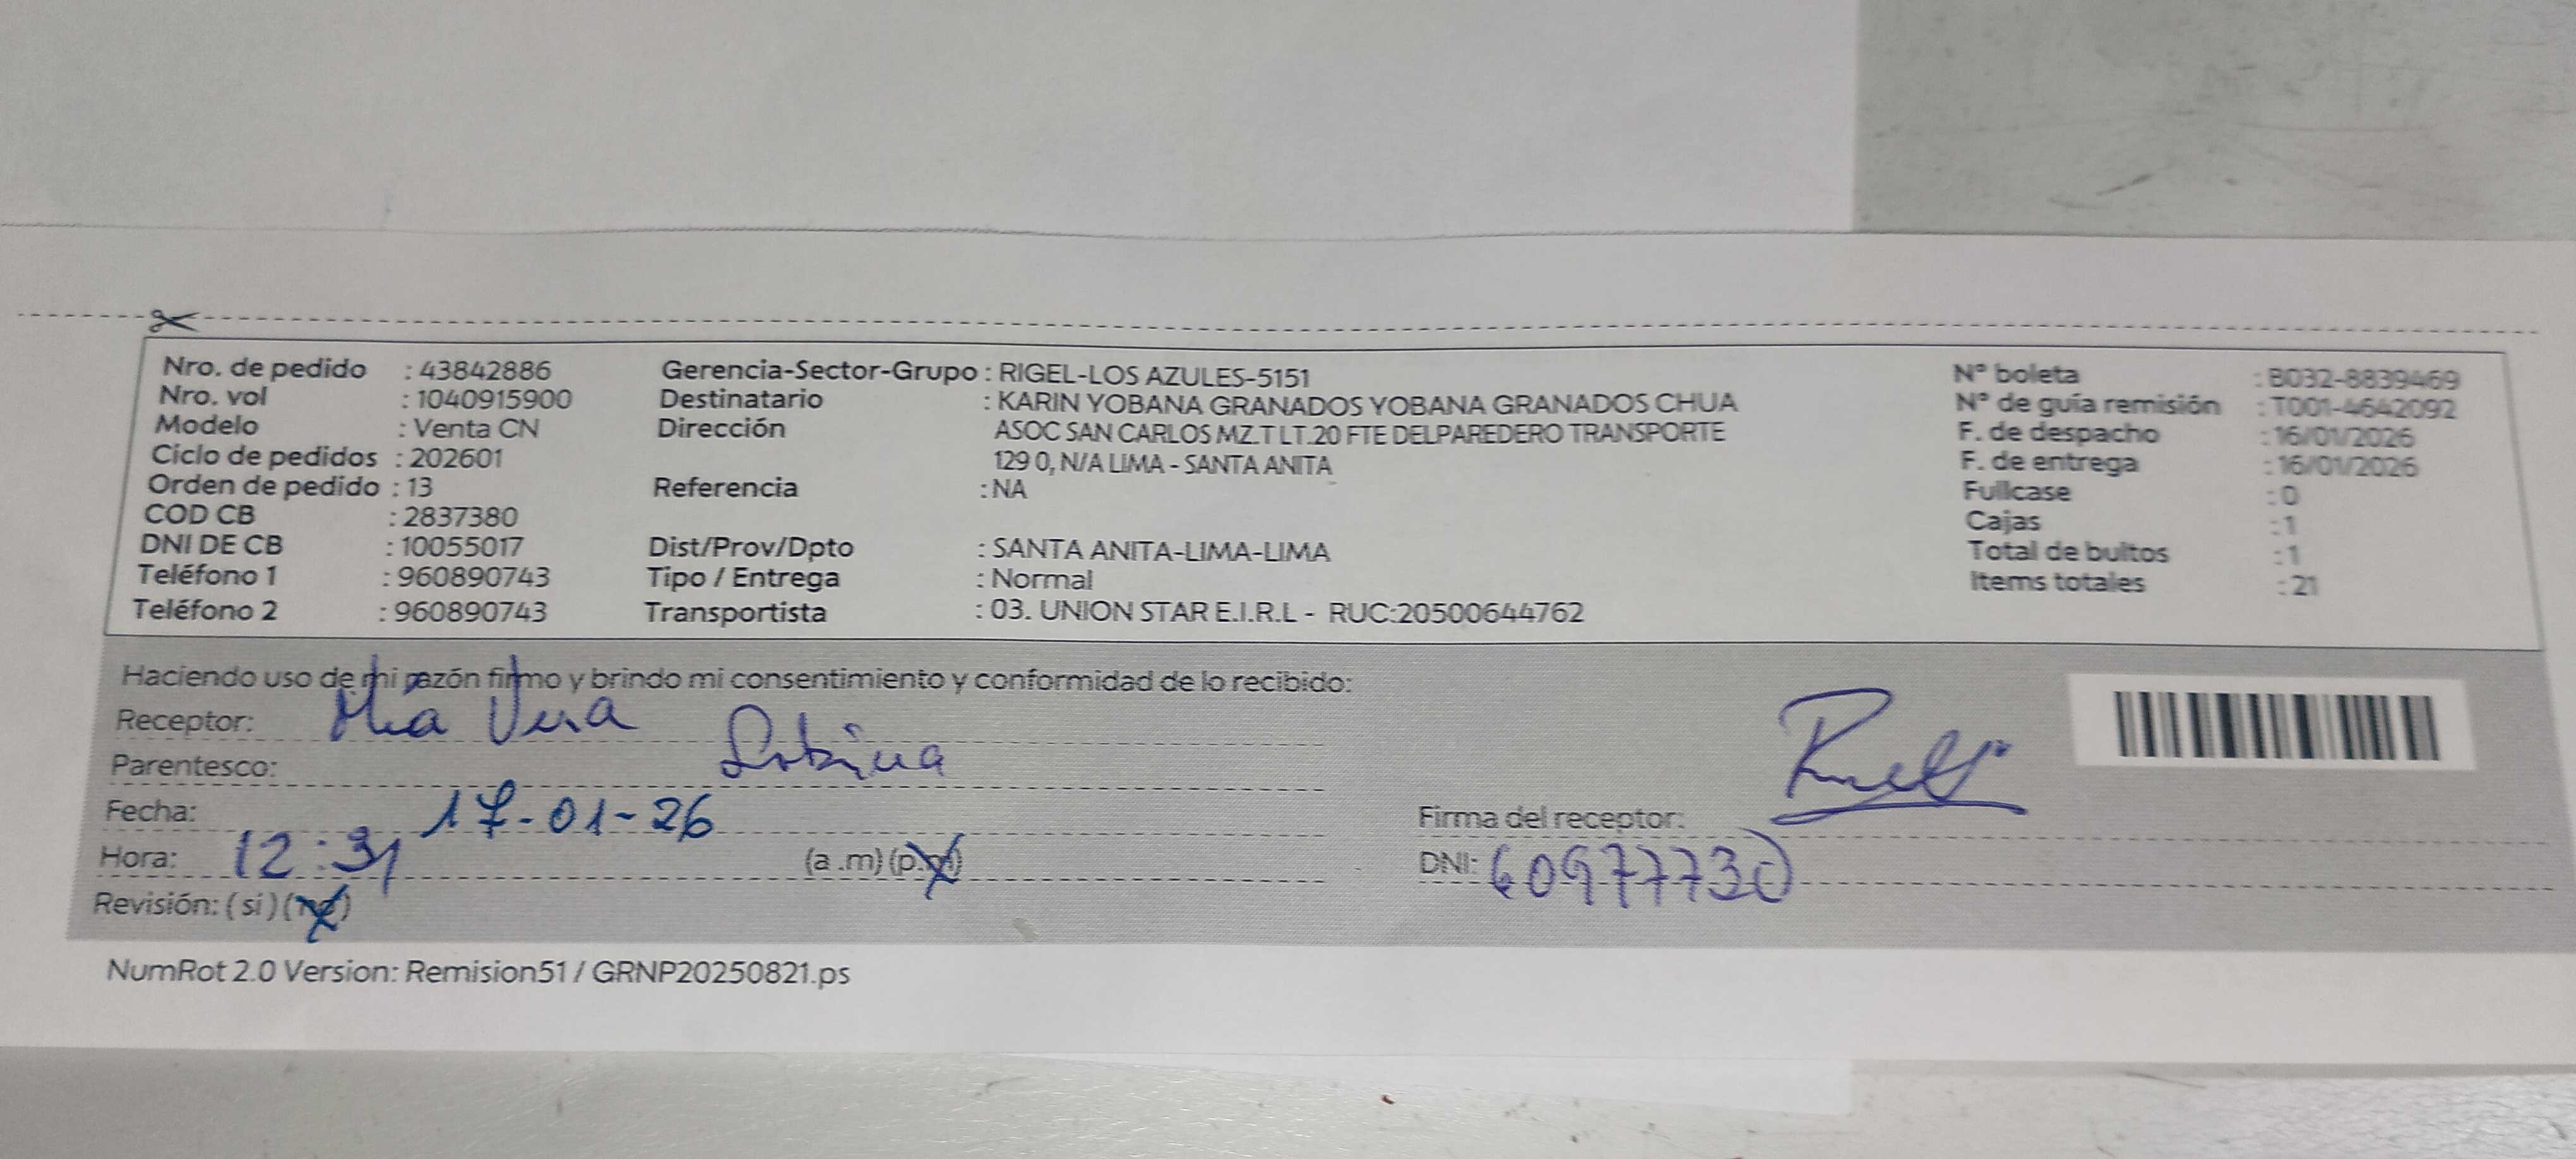 Nro. de pedido : 43842886
Nro. vol : 1040915900
Modelo : Venta CN
Ciclo de pedidos : 202601
Orden de pedido : 13
COD CB : 2837380
DNI DE CB : 10055017
Teléfono 1 : 960890743
Teléfono 2 : 960890743
Gerencia-Sector-Grupo : RIGEL-LOS AZULES-5151
Destinatario : KARIN YOBANA GRANADOS YOBANA GRANADOS CHUA
Dirección ASOC SAN CARLOS MZ.T LT.20 FTE DELPAREDERO TRANSPORTE
129 0, N/A LIMA - SANTA ANITA
Referencia : NA
Dist/Prov/Dpto : SANTA ANITA-LIMA-LIMA
Tipo / Entrega : Normal
Transportista : 03. UNION STAR E.I.R.L - RUC:20500644762
N° boleta : B032-8839469
N° de guía remisión : T001-4642092
F. de despacho : 16/01/2026
F. de entrega : 16/01/2026
Fullcase : 0
Cajas : 1
Total de bultos : 1
Items totales : 21
Haciendo uso de mi razón firmo y brindo mi consentimiento y conformidad de lo recibido:
Receptor: Mia Vera
Parentesco: Sobrina
Fecha: 17-01-26
Hora: 12:31 (a .m) (p.m)
Revisión: ( si ) (no)
Firma del receptor:
DNI: 60977730
NumRot 2.0 Version: Remision51 / GRNP20250821.ps